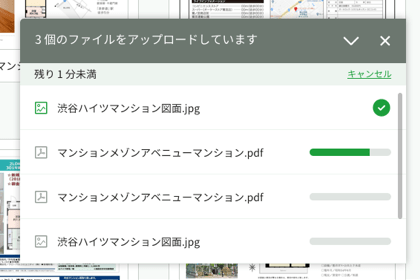 3 個のファイルをアップロードしています
残り 1 分未満
キャンセル
渋谷ハイツマンション図面.jpg
マンションメゾンアベニューマンション.pdf
マンションメゾンアベニューマンション.pdf
渋谷ハイツマンション図面.jpg